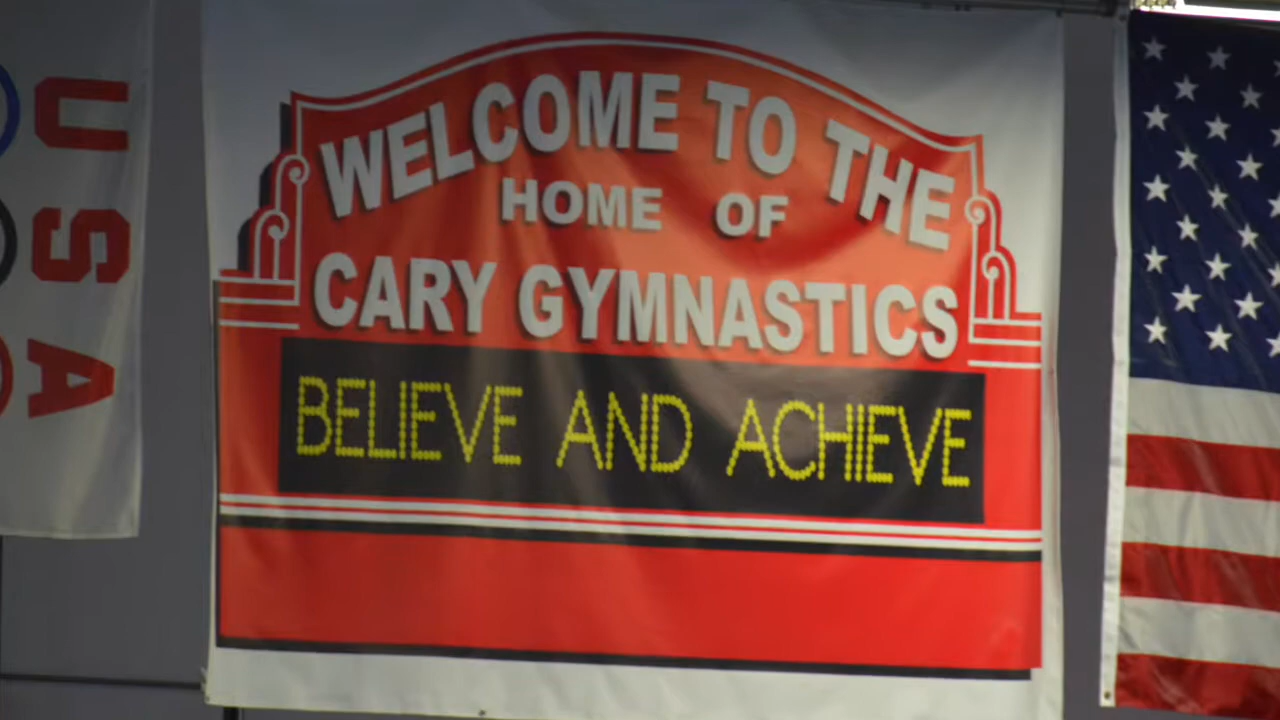 USA
WELCOME TO THE
HOME OF
CARY GYMNASTICS
BELIEVE AND ACHIEVE